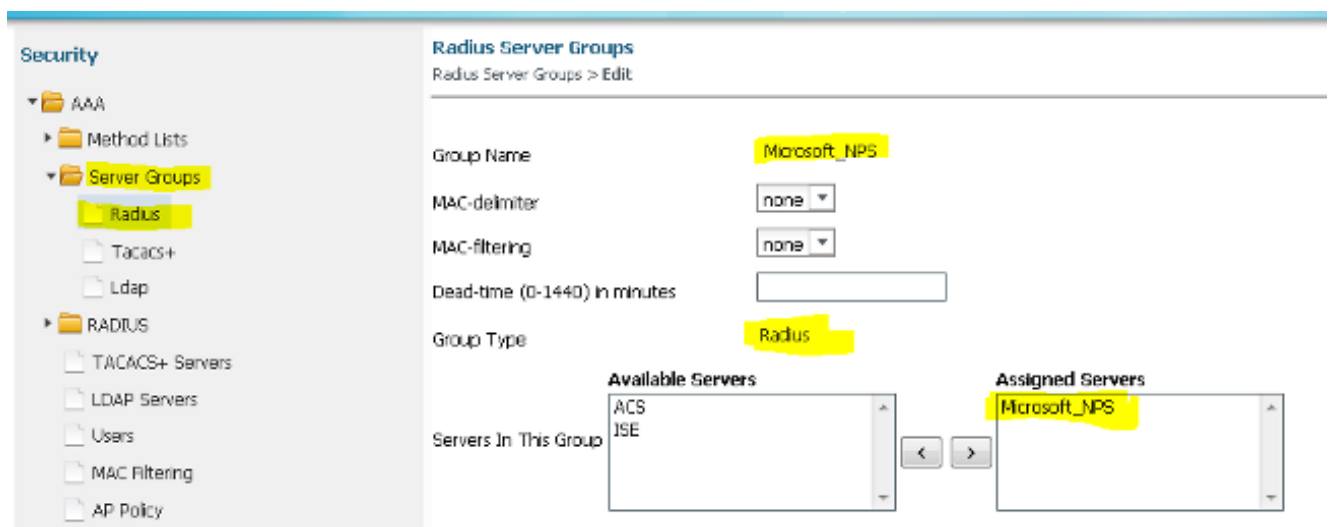 Security
AAA
Method Lists
Server Groups
Radius
Tacacs+
Ldap
RADIUS
TACACS+ Servers
LDAP Servers
Users
MAC Filtering
AP Policy
Radius Server Groups
Radius Server Groups > Edit
Group Name Microsoft_NPS
MAC-delimiter none
MAC-filtering none
Dead-time (0-1440) in minutes
Group Type Radius
Available Servers Assigned Servers
Servers In This Group
ACS
ISE
< >
Microsoft_NPS